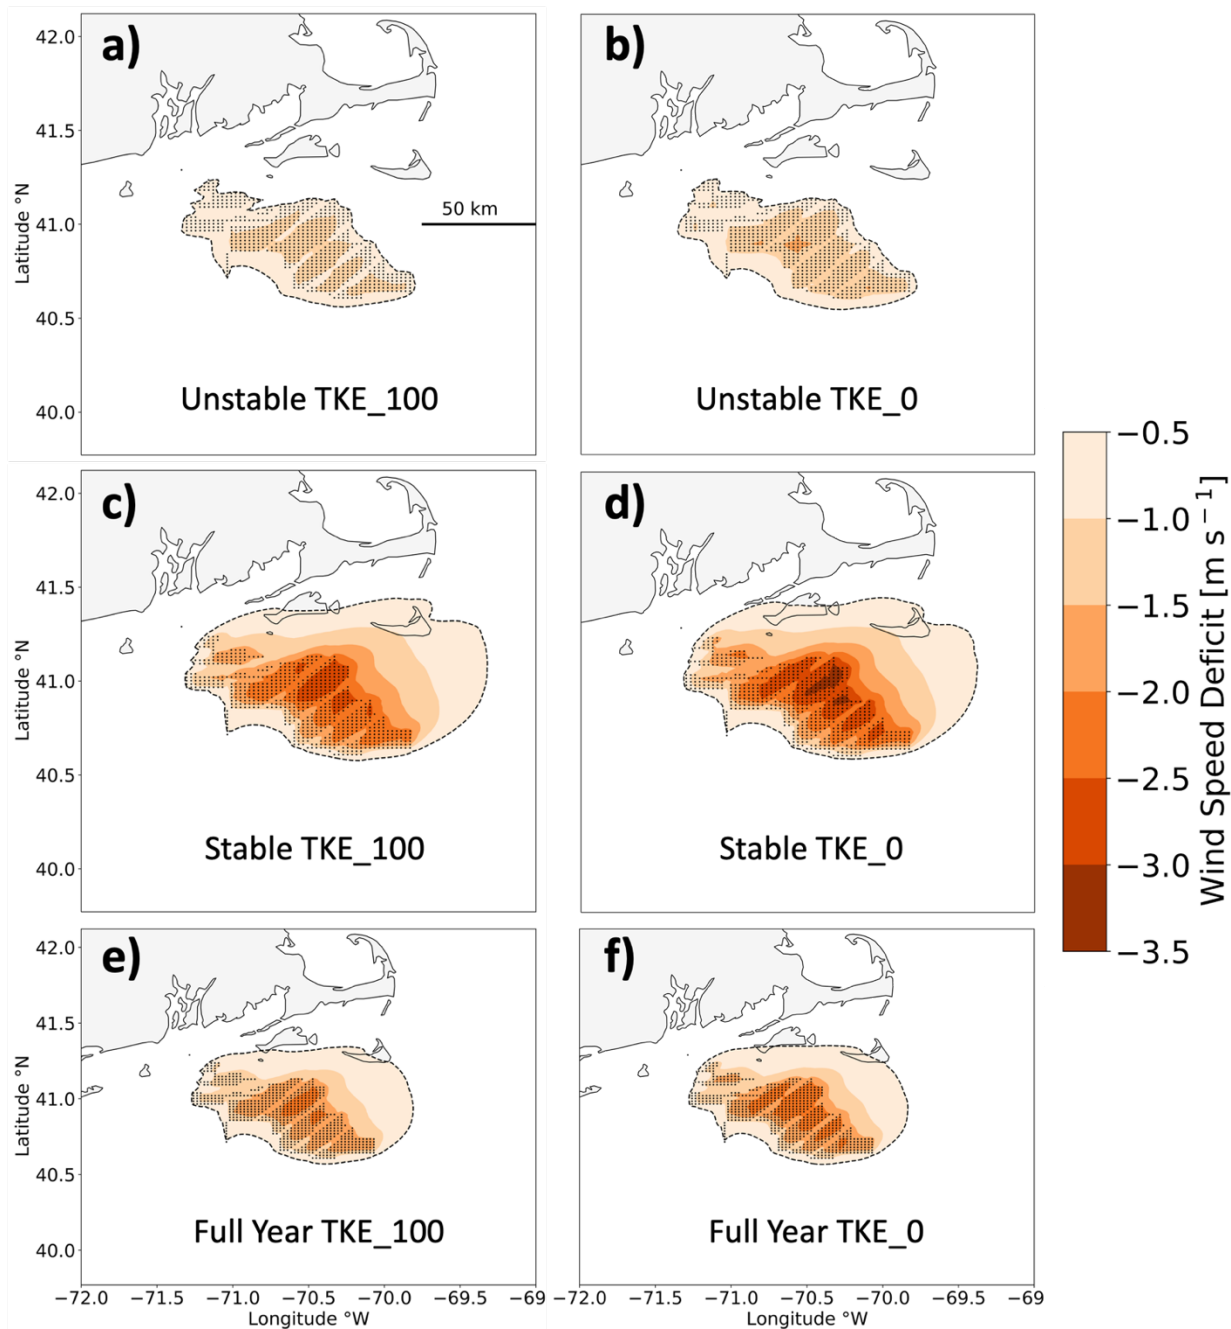 a)
b)
42.0
41.5
41.0
40.5
40.0
Latitude °N
50 km
Unstable TKE_100
Unstable TKE_0
c)
d)
42.0
41.5
41.0
40.5
40.0
Latitude °N
Stable TKE_100
Stable TKE_0
−0.5
−1.0
−1.5
−2.0
−2.5
−3.0
−3.5
Wind Speed Deficit [m s⁻¹]
e)
f)
42.0
41.5
41.0
40.5
40.0
Latitude °N
Full Year TKE_100
Full Year TKE_0
−72.0 −71.5 −71.0 −70.5 −70.0 −69.5 −69
−72.0 −71.5 −71.0 −70.5 −70.0 −69.5 −69.0
Longitude °W
Longitude °W